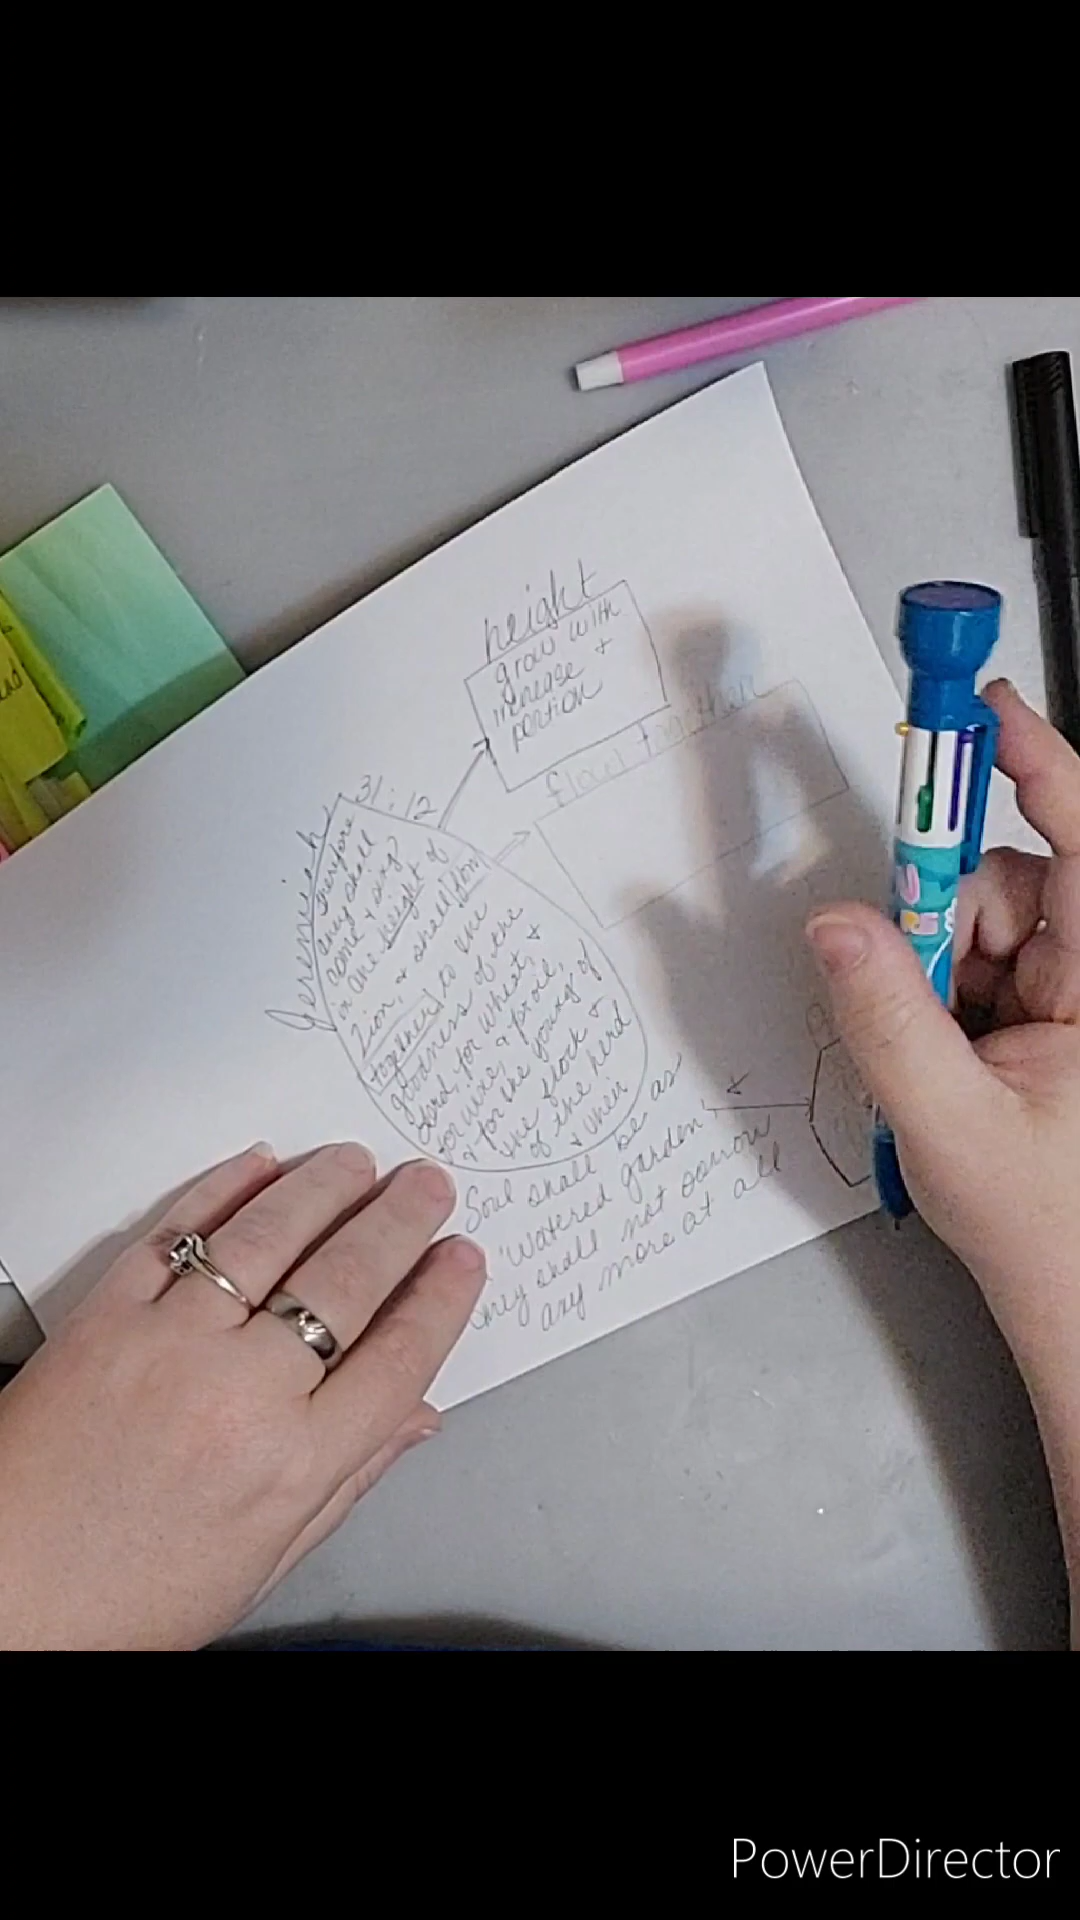 height
grow with
increase +
portion
flow together
Jeremiah 31:12
Therefore
they shall
come + sing
in the height of
Zion, + shall flow
together to the
goodness of the
Lord, for wheat, +
for wine, + for oil,
+ for the young of
the flock +
of the herd
+ their
Soul shall be as
a watered garden, +
they shall not sorrow
any more at all
PowerDirector